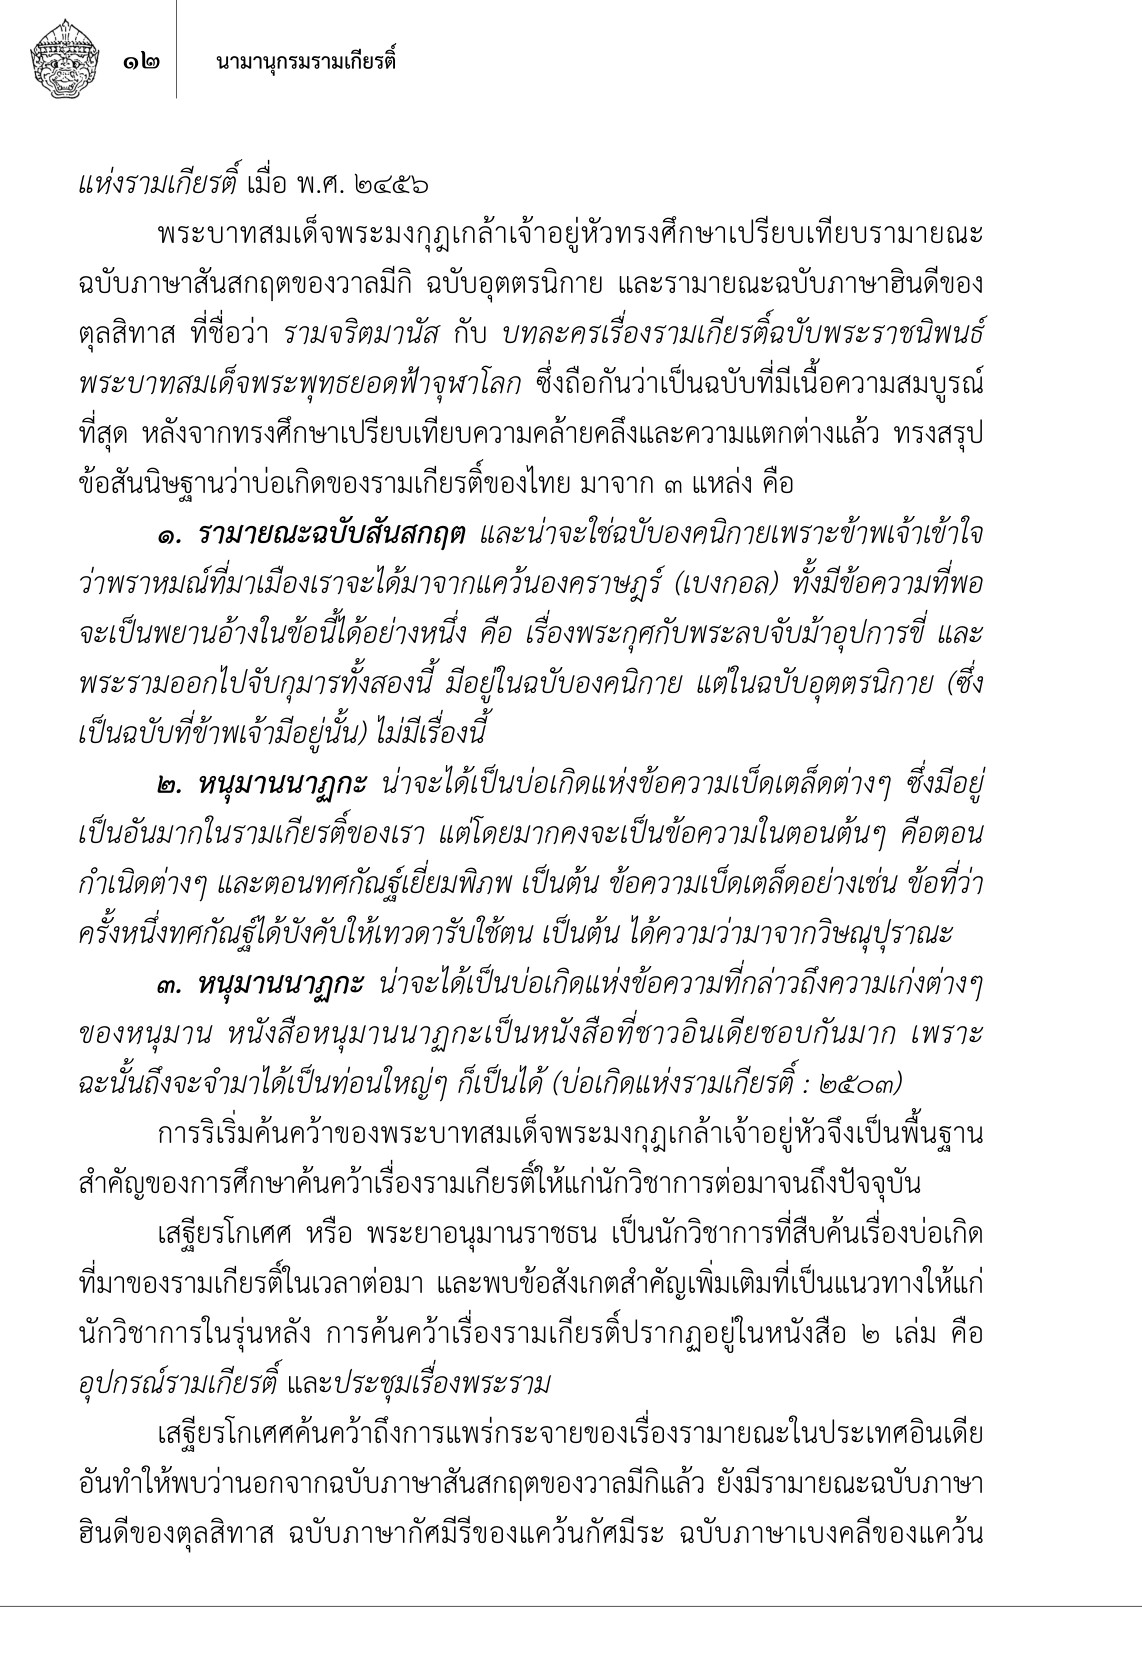 ๑๒ นามานุกรมรามเกียรติ์
แห่งรามเกียรติ์ เมื่อ พ.ศ. ๒๔๕๖
พระบาทสมเด็จพระมงกุฎเกล้าเจ้าอยู่หัวทรงศึกษาเปรียบเทียบรามายณะ
ฉบับภาษาสันสกฤตของวาลมีกิ ฉบับอุตตรนิกาย และรามายณะฉบับภาษาฮินดีของ
ตุลสิทาส ที่ชื่อว่า รามจริตมานัส กับ บทละครเรื่องรามเกียรติ์ฉบับพระราชนิพนธ์
พระบาทสมเด็จพระพุทธยอดฟ้าจุฬาโลก ซึ่งถือกันว่าเป็นฉบับที่มีเนื้อความสมบูรณ์
ที่สุด หลังจากทรงศึกษาเปรียบเทียบความคล้ายคลึงและความแตกต่างแล้ว ทรงสรุป
ข้อสันนิษฐานว่าบ่อเกิดของรามเกียรติ์ของไทย มาจาก ๓ แหล่ง คือ
๑. รามายณะฉบับสันสกฤต และน่าจะใช่ฉบับองคนิกายเพราะข้าพเจ้าเข้าใจ
ว่าพราหมณ์ที่มาเมืองเราจะได้มาจากแคว้นองคราษฎร์ (เบงกอล) ทั้งมีข้อความที่พอ
จะเป็นพยานอ้างในข้อนี้ได้อย่างหนึ่ง คือ เรื่องพระกุศกับพระลบจับม้าอุปการขี่ และ
พระรามออกไปจับกุมารทั้งสองนี้ มีอยู่ในฉบับองคนิกาย แต่ในฉบับอุตตรนิกาย (ซึ่ง
เป็นฉบับที่ข้าพเจ้ามีอยู่นั้น) ไม่มีเรื่องนี้
๒. หนุมานนาฏกะ น่าจะได้เป็นบ่อเกิดแห่งข้อความเบ็ดเตล็ดต่างๆ ซึ่งมีอยู่
เป็นอันมากในรามเกียรติ์ของเรา แต่โดยมากคงจะเป็นข้อความในตอนต้นๆ คือตอน
กำเนิดต่างๆ และตอนทศกัณฐ์เยี่ยมพิภพ เป็นต้น ข้อความเบ็ดเตล็ดอย่างเช่น ข้อที่ว่า
ครั้งหนึ่งทศกัณฐ์ได้บังคับให้เทวดารับใช้ตน เป็นต้น ได้ความว่ามาจากวิษณุปุราณะ
๓. หนุมานนาฏกะ น่าจะได้เป็นบ่อเกิดแห่งข้อความที่กล่าวถึงความเก่งต่างๆ
ของหนุมาน หนังสือหนุมานนาฏกะเป็นหนังสือที่ชาวอินเดียชอบกันมาก เพราะ
ฉะนั้นถึงจะจำมาได้เป็นท่อนใหญ่ๆ ก็เป็นได้ (บ่อเกิดแห่งรามเกียรติ์ : ๒๕๐๓)
การริเริ่มค้นคว้าของพระบาทสมเด็จพระมงกุฎเกล้าเจ้าอยู่หัวจึงเป็นพื้นฐาน
สำคัญของการศึกษาค้นคว้าเรื่องรามเกียรติ์ให้แก่นักวิชาการต่อมาจนถึงปัจจุบัน
เสฐียรโกเศศ หรือ พระยาอนุมานราชธน เป็นนักวิชาการที่สืบค้นเรื่องบ่อเกิด
ที่มาของรามเกียรติ์ในเวลาต่อมา และพบข้อสังเกตสำคัญเพิ่มเติมที่เป็นแนวทางให้แก่
นักวิชาการในรุ่นหลัง การค้นคว้าเรื่องรามเกียรติ์ปรากฏอยู่ในหนังสือ ๒ เล่ม คือ
อุปกรณ์รามเกียรติ์ และประชุมเรื่องพระราม
เสฐียรโกเศศค้นคว้าถึงการแพร่กระจายของเรื่องรามายณะในประเทศอินเดีย
อันทำให้พบว่านอกจากฉบับภาษาสันสกฤตของวาลมีกิแล้ว ยังมีรามายณะฉบับภาษา
ฮินดีของตุลสิทาส ฉบับภาษากัศมีรีของแคว้นกัศมีระ ฉบับภาษาเบงคลีของแคว้น